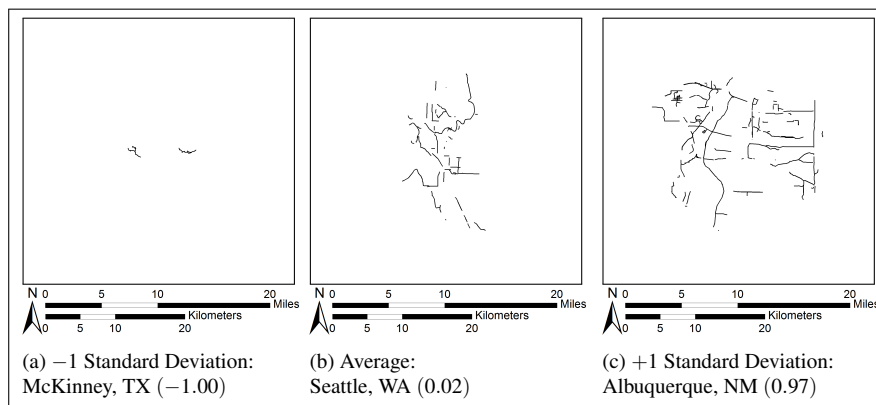 N
0 5 10 20
Miles
Kilometers
0 5 10 20
N
0 5 10 20
Miles
Kilometers
0 5 10 20
N
0 5 10 20
Miles
Kilometers
0 5 10 20
(a) −1 Standard Deviation:
McKinney, TX (−1.00)
(b) Average:
Seattle, WA (0.02)
(c) +1 Standard Deviation:
Albuquerque, NM (0.97)